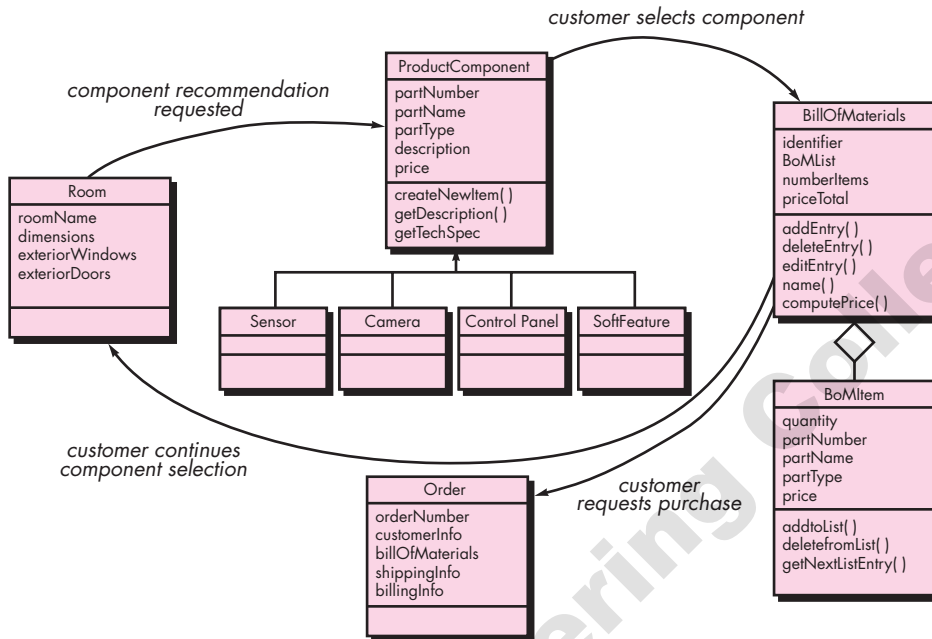 customer selects component
component recommendation
requested
ProductComponent
partNumber
partName
partType
description
price
createNewItem( )
getDescription( )
getTechSpec
BillOfMaterials
identifier
BoMList
numberItems
priceTotal
addEntry( )
deleteEntry( )
editEntry( )
name( )
computePrice( )
Room
roomName
dimensions
exteriorWindows
exteriorDoors
Sensor
Camera
Control Panel
SoftFeature
BoMItem
quantity
partNumber
partName
partType
price
addtoList( )
deletefromList( )
getNextListEntry( )
customer continues
component selection
Order
orderNumber
customerInfo
billOfMaterials
shippingInfo
billingInfo
customer
requests purchase